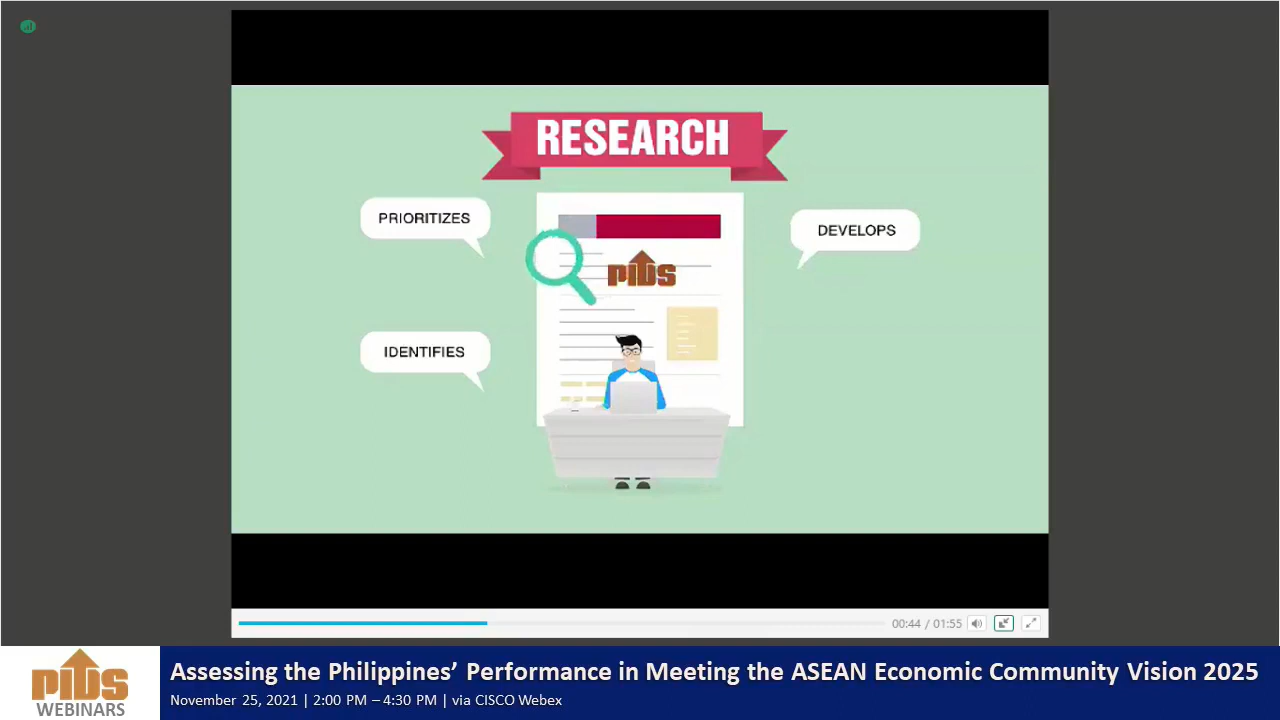 RESEARCH
PRIORITIZES
DEVELOPS
PIDS
IDENTIFIES
00:44 / 01:55
PIDS
WEBINARS
Assessing the Philippines’ Performance in Meeting the ASEAN Economic Community Vision 2025
November 25, 2021 | 2:00 PM – 4:30 PM | via CISCO Webex